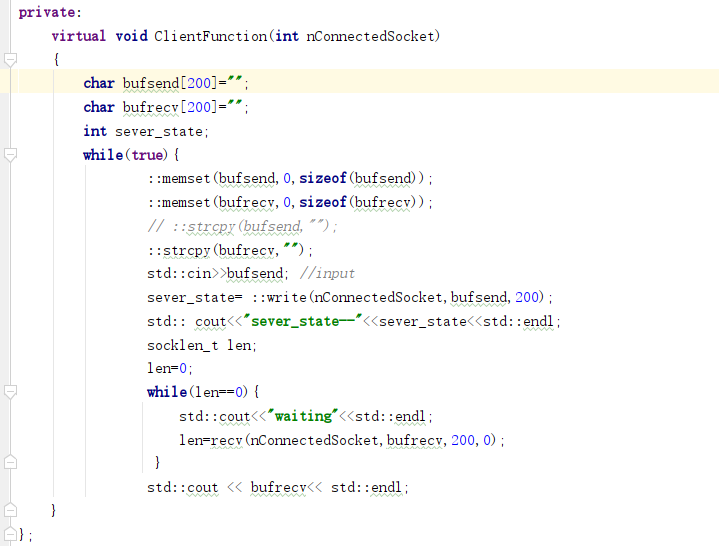 private:
    virtual void ClientFunction(int nConnectedSocket)
    {
        char bufsend[200]="";
        char bufrecv[200]="";
        int sever_state;
        while(true){
                ::memset(bufsend,0,sizeof(bufsend));
                ::memset(bufrecv,0,sizeof(bufrecv));
                // ::strcpy(bufsend,"");
                ::strcpy(bufrecv,"");
                std::cin>>bufsend; //input
                sever_state= ::write(nConnectedSocket,bufsend,200);
                std:: cout<<"sever_state--"<<sever_state<<std::endl;
                socklen_t len;
                len=0;
                while(len==0){
                    std::cout<<"waiting"<<std::endl;
                    len=recv(nConnectedSocket,bufrecv,200,0);
                 }
                std::cout << bufrecv<< std::endl;
    }
};